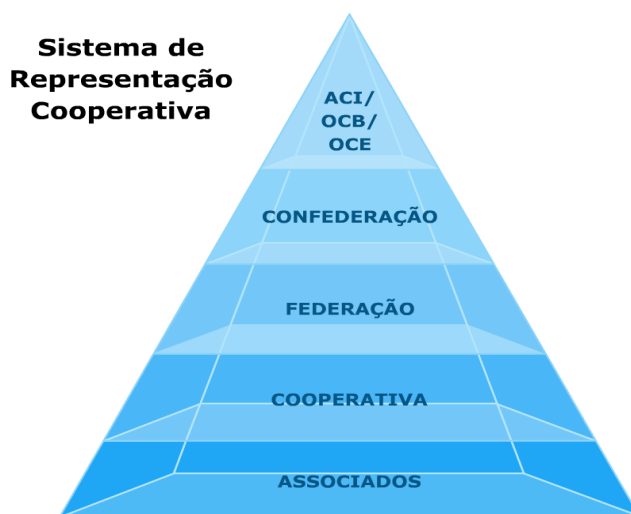 Sistema de
Representação
Cooperativa
ACI/
OCB/
OCE
CONFEDERAÇÃO
FEDERAÇÃO
COOPERATIVA
ASSOCIADOS